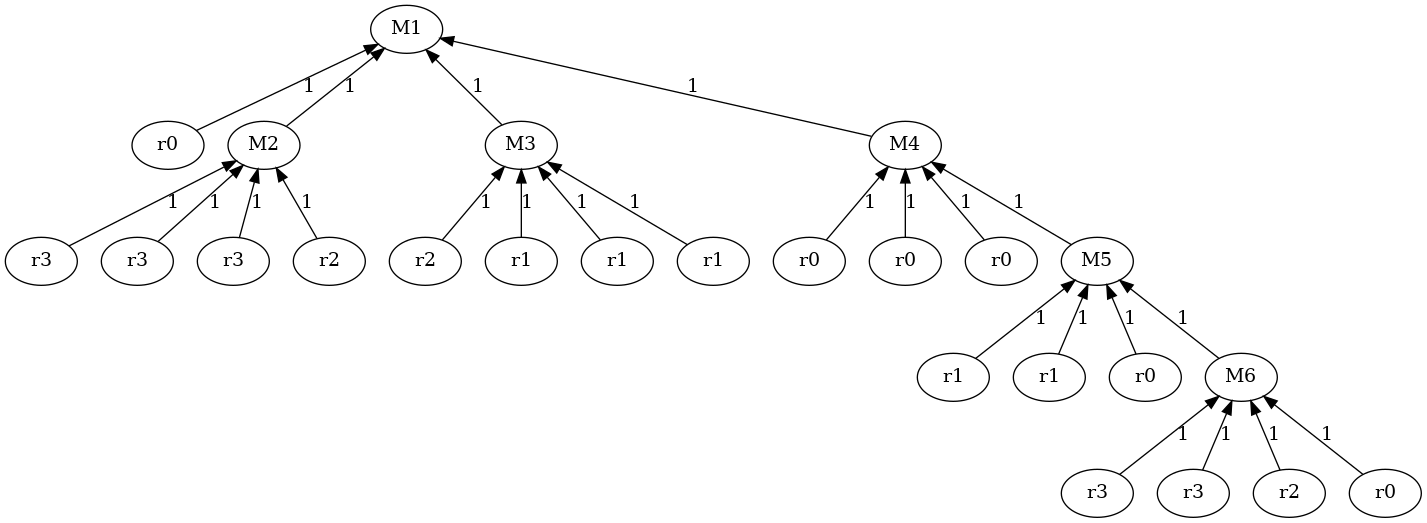 M1
1 1 1 1
r0 M2 M3 M4
1 1 1 1 1 1 1 1 1 1 1 1
r3 r3 r3 r2 r2 r1 r1 r1 r0 r0 r0 M5
1 1 1 1
r1 r1 r0 M6
1 1 1 1
r3 r3 r2 r0